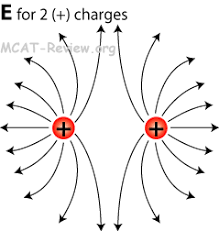 E for 2 (+) charges
MCAT-Review.org
+ +